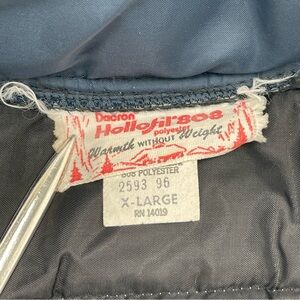 Dacron
Hollofil 808
polyester
Warmth WITHOUT Weight
808 POLYESTER
2593 96
X-LARGE
RN 14019